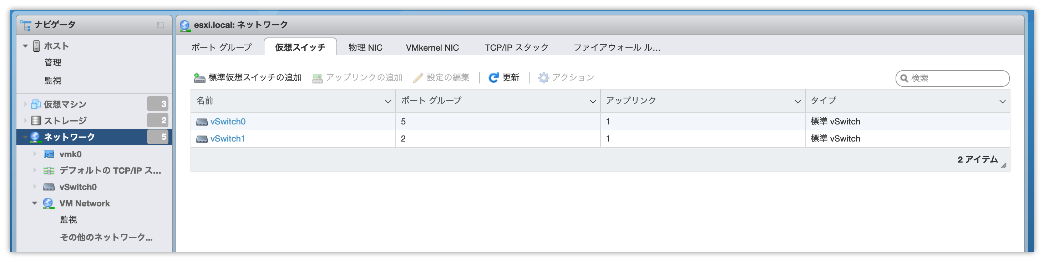 ナビゲータ
ホスト
管理
監視
仮想マシン 3
ストレージ 2
ネットワーク 5
vmk0
デフォルトの TCP/IP ス...
vSwitch0
VM Network
監視
その他のネットワーク...
esxi.local: ネットワーク
ポート グループ 仮想スイッチ 物理 NIC VMkernel NIC TCP/IP スタック ファイアウォール ル...
標準仮想スイッチの追加 アップリンクの追加 設定の編集 更新 アクション 検索
名前 ポート グループ アップリンク タイプ
vSwitch0 5 1 標準 vSwitch
vSwitch1 2 1 標準 vSwitch
2 アイテム